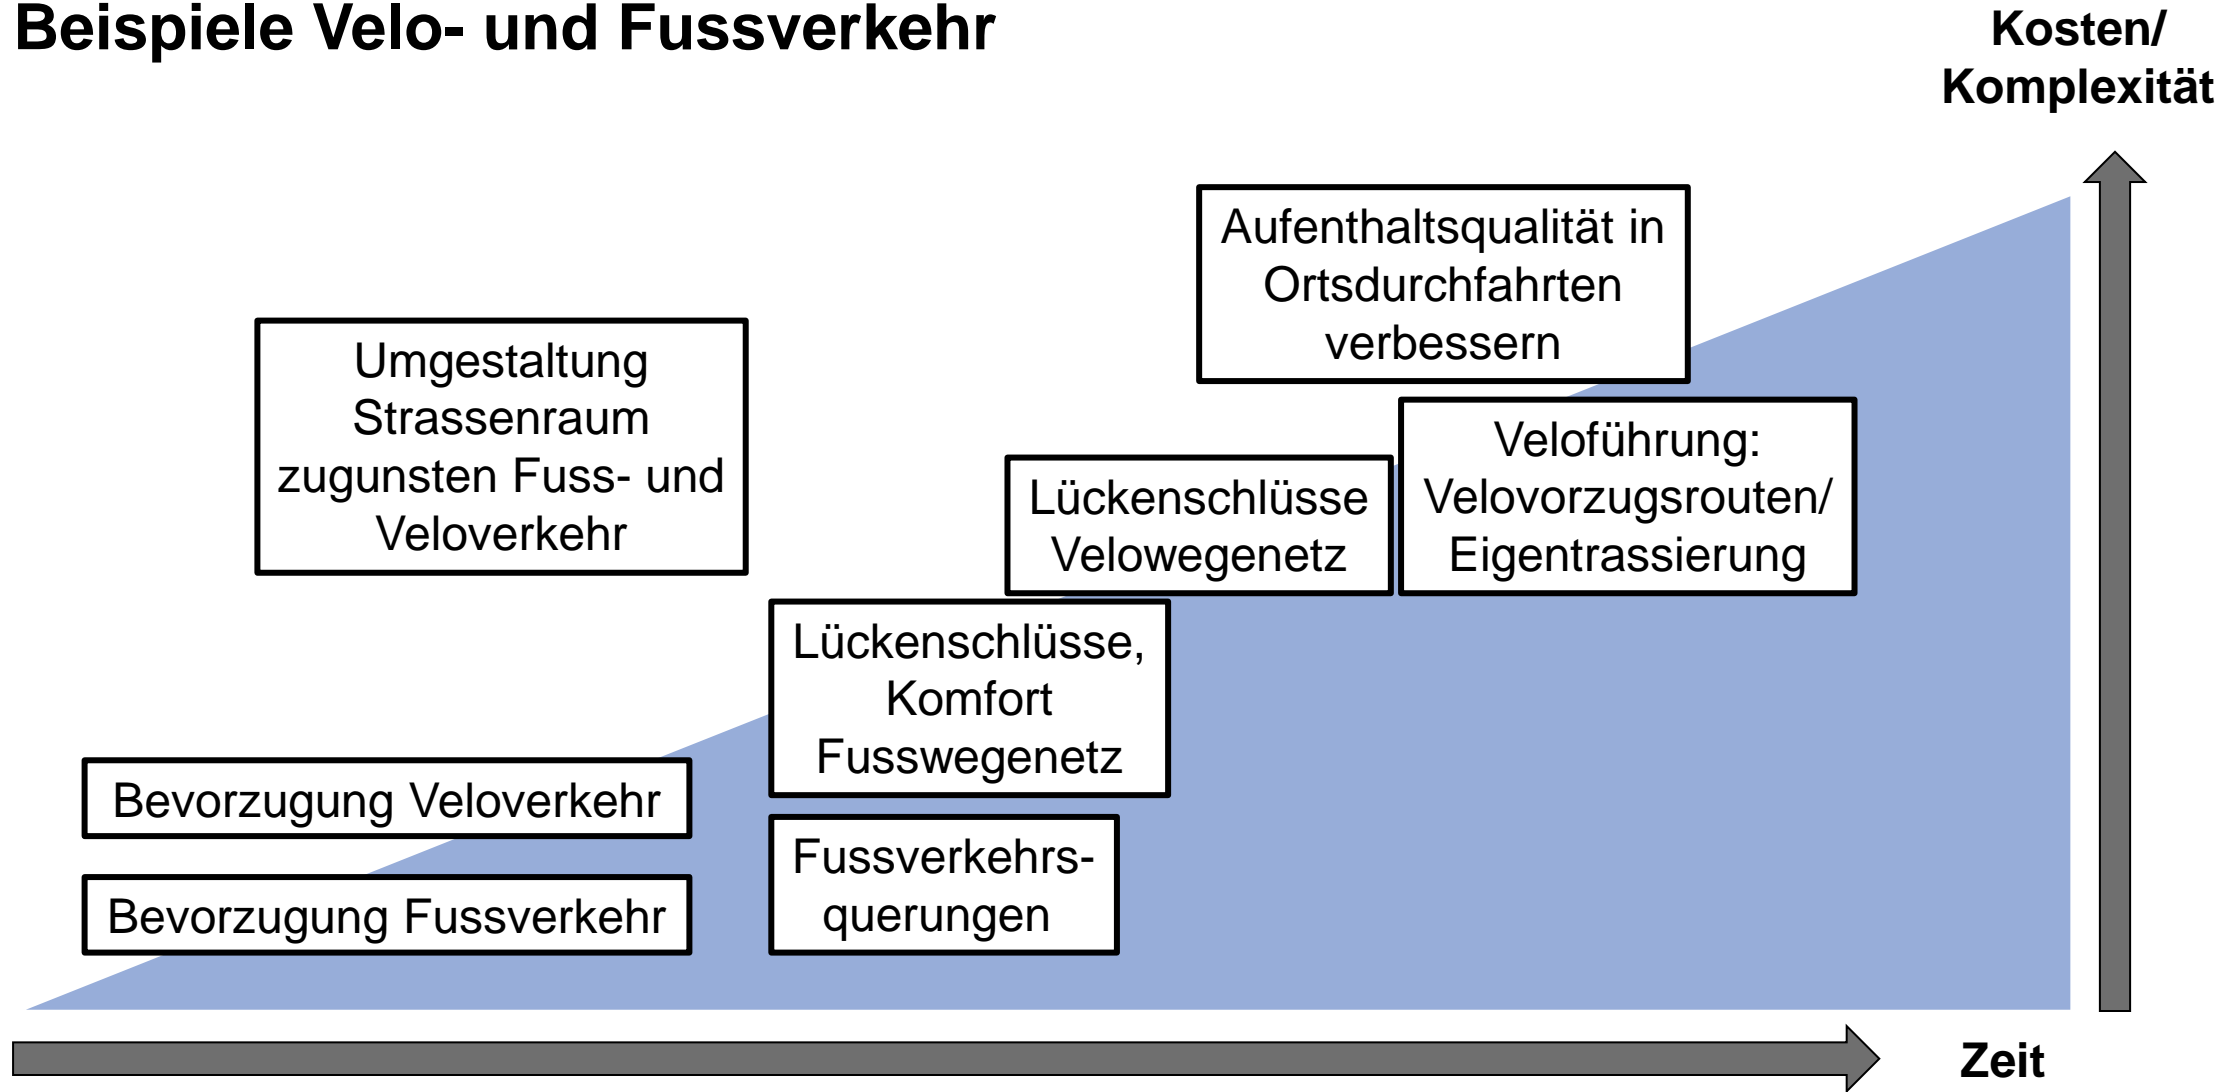 Beispiele Velo- und Fussverkehr
Kosten/
Komplexität
Aufenthaltsqualität in
Ortsdurchfahrten
verbessern
Umgestaltung
Strassenraum
zugunsten Fuss- und
Veloverkehr
Veloführung:
Velovorzugsrouten/
Eigentrassierung
Lückenschlüsse
Velowegenetz
Lückenschlüsse,
Komfort
Fusswegenetz
Bevorzugung Veloverkehr
Fussverkehrs-
querungen
Bevorzugung Fussverkehr
Zeit